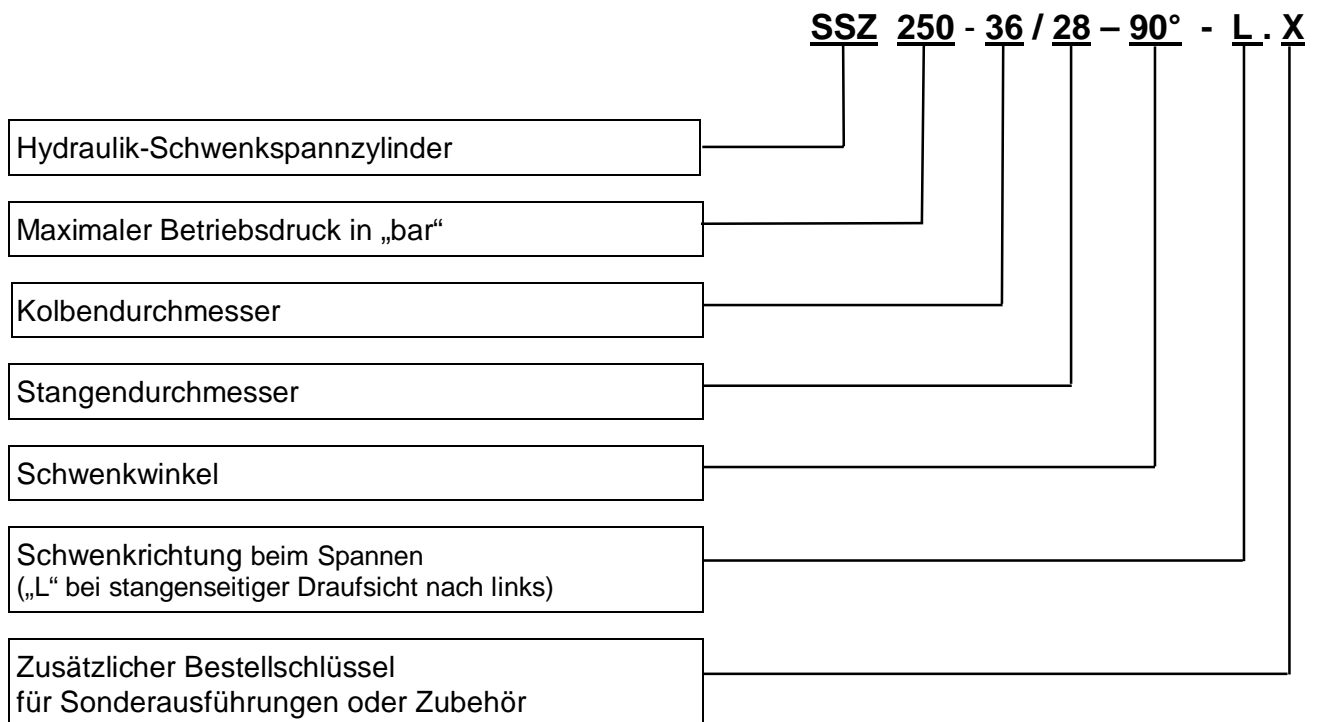 SSZ 250 - 36 / 28 – 90° - L . X
Hydraulik-Schwenkspannzylinder
Maximaler Betriebsdruck in „bar“
Kolbendurchmesser
Stangendurchmesser
Schwenkwinkel
Schwenkrichtung beim Spannen
(„L“ bei stangenseitiger Draufsicht nach links)
Zusätzlicher Bestellschlüssel
für Sonderausführungen oder Zubehör